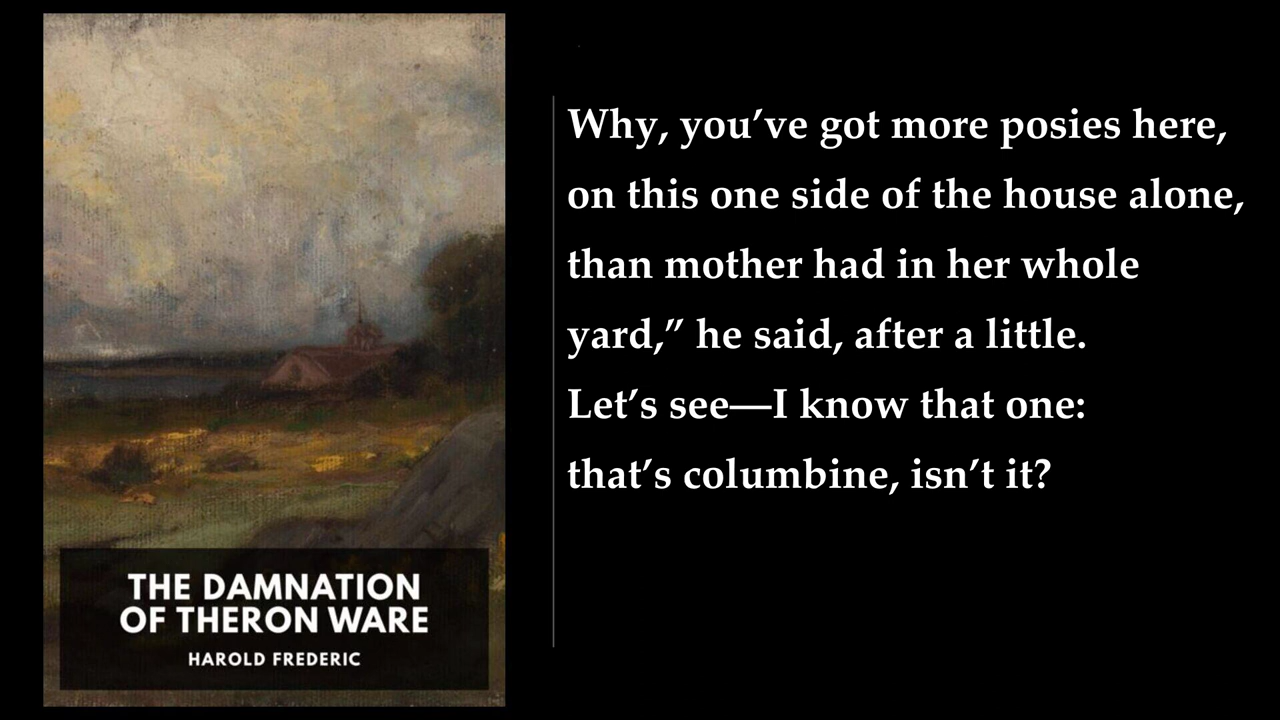 THE DAMNATION
OF THERON WARE
HAROLD FREDERIC
Why, you’ve got more posies here,
on this one side of the house alone,
than mother had in her whole
yard,” he said, after a little.
Let’s see—I know that one:
that’s columbine, isn’t it?